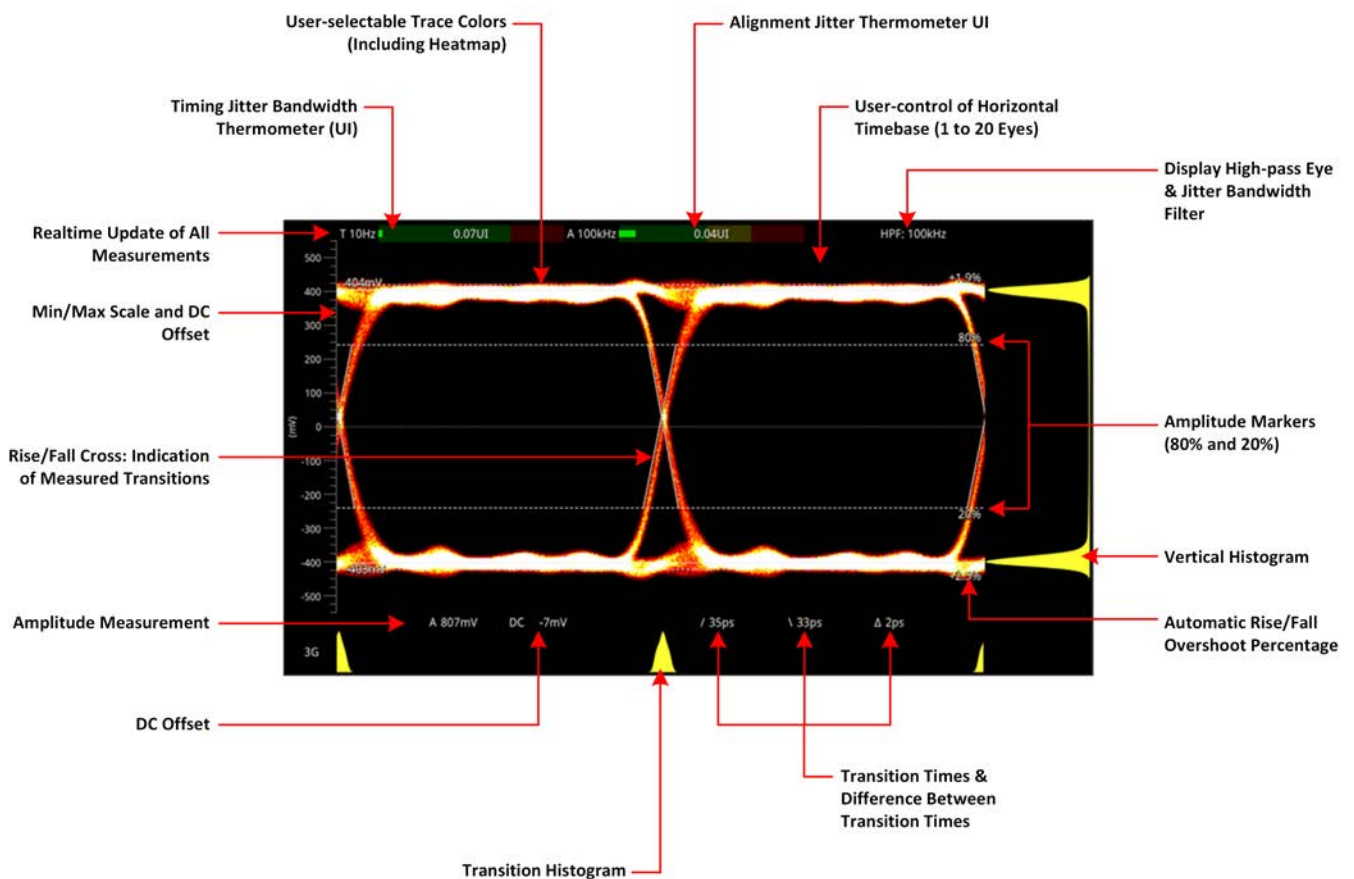 User-selectable Trace Colors
(Including Heatmap)
Alignment Jitter Thermometer UI
Timing Jitter Bandwidth
Thermometer (UI)
User-control of Horizontal
Timebase (1 to 20 Eyes)
Display High-pass Eye
& Jitter Bandwidth
Filter
Realtime Update of All
Measurements
T 10Hz
0.07UI
A 100kHz
0.04UI
HPF: 100kHz
Min/Max Scale and DC
Offset
500
400
300
200
100
0
-100
-200
-300
-400
-500
(mV)
404mV
+1.9%
80%
20%
-403mV
Amplitude Markers
(80% and 20%)
Rise/Fall Cross: Indication
of Measured Transitions
Vertical Histogram
Automatic Rise/Fall
Overshoot Percentage
Amplitude Measurement
A 807mV
DC -7mV
/ 35ps
\ 33ps
Δ 2ps
3G
DC Offset
Transition Times &
Difference Between
Transition Times
Transition Histogram